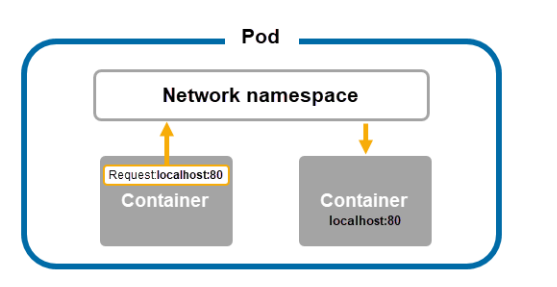 Pod
Network namespace
Request:localhost:80
Container
Container
localhost:80